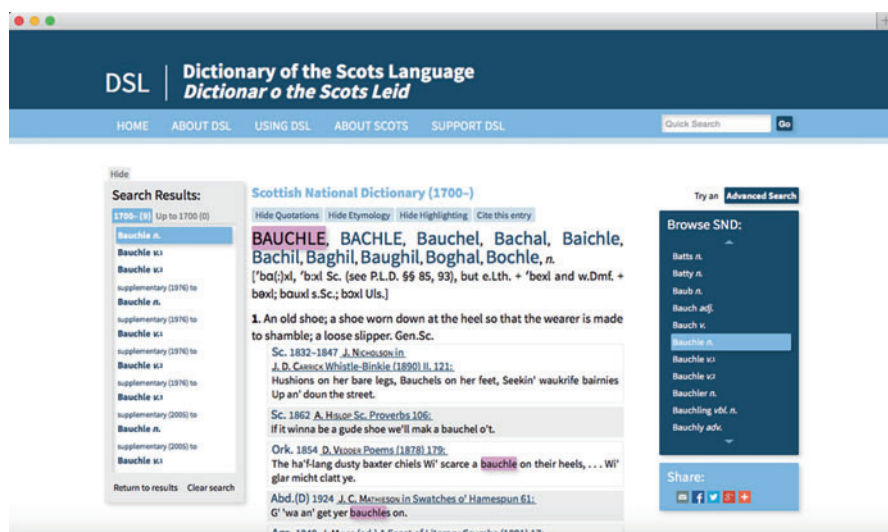 DSL
Dictionary of the Scots Language
Dictionar o the Scots Leid
HOME ABOUT DSL USING DSL ABOUT SCOTS SUPPORT DSL
Quick Search Go
Hide
Search Results:
1700– (9) Up to 1700 (0)
Bauchle n.
Bauchle v.1
Bauchle v.2
supplementary (1976) to
Bauchle n.
supplementary (1976) to
Bauchle v.1
supplementary (1976) to
Bauchle v.2
supplementary (1976) to
Bauchle v.1
supplementary (2005) to
Bauchle n.
supplementary (2005) to
Bauchle v.1
Return to results Clear search
Scottish National Dictionary (1700–)
Hide Quotations Hide Etymology Hide Highlighting Cite this entry
BAUCHLE, BACHLE, Bauchel, Bachal, Baichle,
Bachil, Baghil, Baughil, Boghal, Bochle, n.
['bɑ(:)xl, 'b:xl Sc. (see P.L.D. §§ 85, 93), but e.Lth. + 'bexl and w.Dmf. +
bəxl; bɑuxl s.Sc.; bɔxl Uls.]
1. An old shoe; a shoe worn down at the heel so that the wearer is made
to shamble; a loose slipper. Gen.Sc.
Sc. 1832–1847 J. Nicholson in
J. D. Carrick Whistle-Binkie (1890) II. 121:
Hushions on her bare legs, Bauchels on her feet, Seekin' waukrife bairnies
Up an' doun the street.
Sc. 1862 A. Hislop Sc. Proverbs 106:
If it winna be a gude shoe we'll mak a bauchel o't.
Ork. 1854 D. Vedder Poems (1878) 179:
The ha'f-lang dusty baxter chiels Wi' scarce a bauchle on their heels, . . . Wi'
glar micht clatt ye.
Abd.(D) 1924 J. C. Matheson in Swatches o' Hamespun 61:
G' 'wa an' get yer bauchles on.
Try an Advanced Search
Browse SND:
Batts n.
Batty n.
Baub n.
Bauch adj.
Bauch v.
Bauchle n.
Bauchle v.1
Bauchle v.2
Bauchler n.
Bauchling vbl. n.
Bauchly adv.
Share: